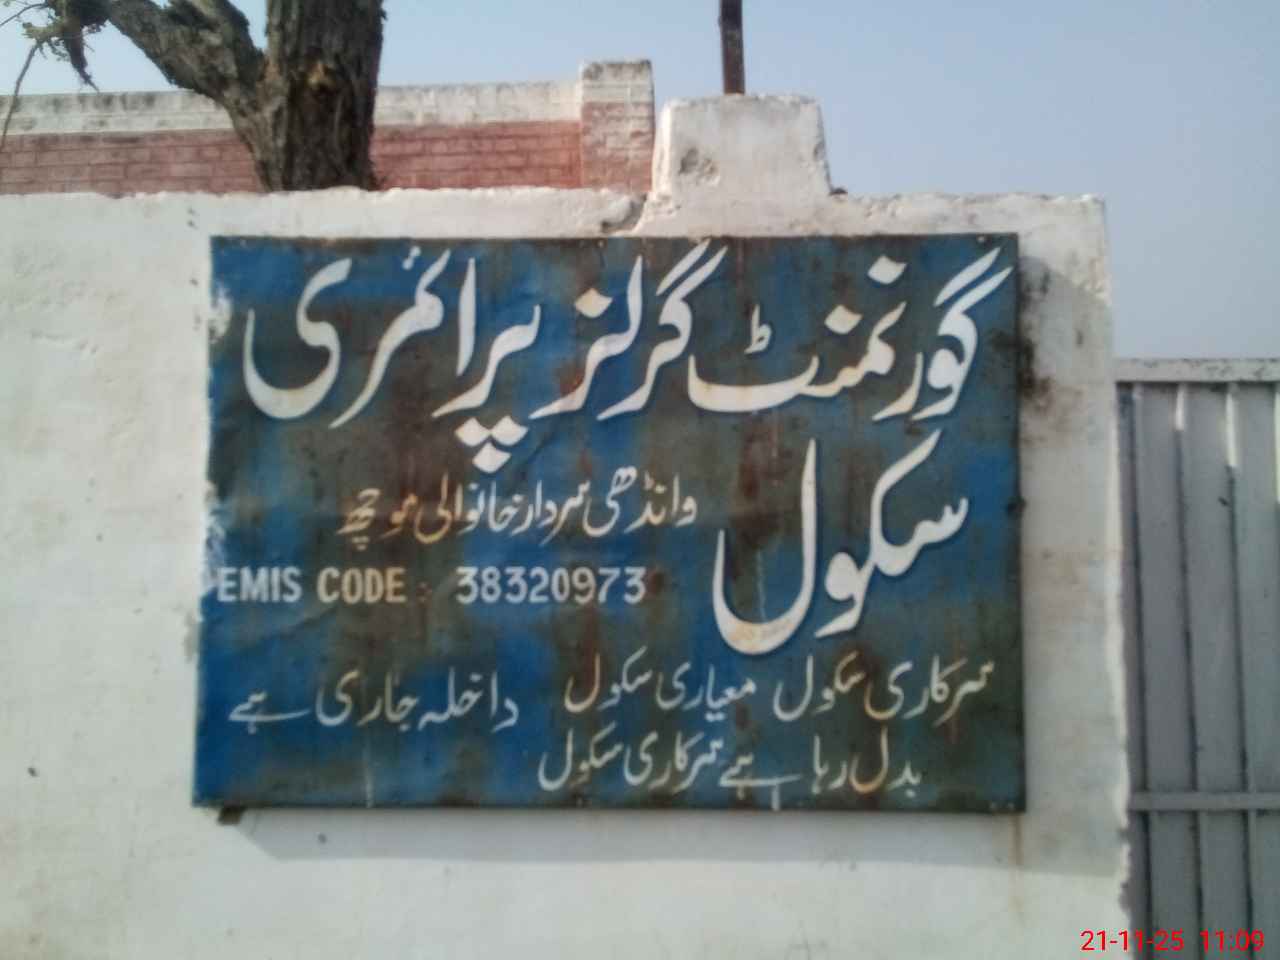 گورنمنٹ گرلز پرائمری
سکول
وانڈھی سردار خانوالی موچھ
EMIS CODE : 38320973
سرکاری سکول معیاری سکول داخلہ جاری ہے
بدل رہا ہے سرکاری سکول
21-11-25 11:09